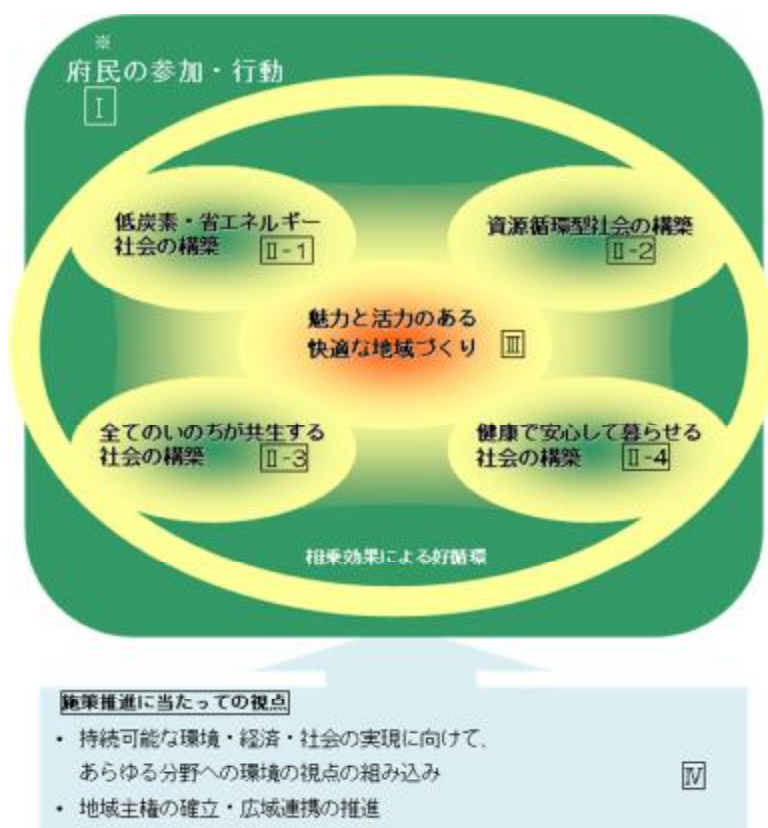 ※
府民の参加・行動
Ⅰ
低炭素・省エネルギー
社会の構築 Ⅱ-1
資源循環型社会の構築
Ⅱ-2
魅力と活力のある
快適な地域づくり Ⅲ
全てのいのちが共生する
社会の構築 Ⅱ-3
健康で安心して暮らせる
社会の構築 Ⅱ-4
相乗効果による好循環
施策推進に当たっての視点
・ 持続可能な環境・経済・社会の実現に向けて、
あらゆる分野への環境の視点の組み込み
Ⅳ
・ 地域主権の確立・広域連携の推進